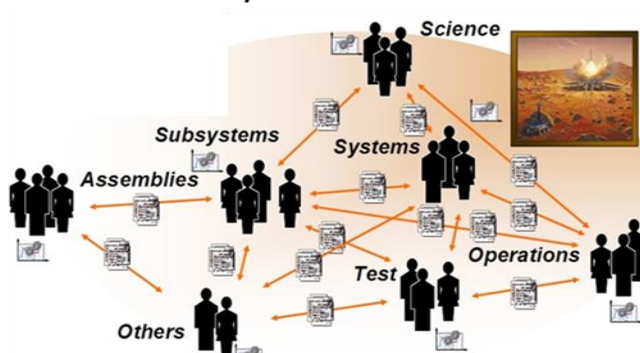 Science
Subsystems
Systems
Assemblies
Operations
Test
Others